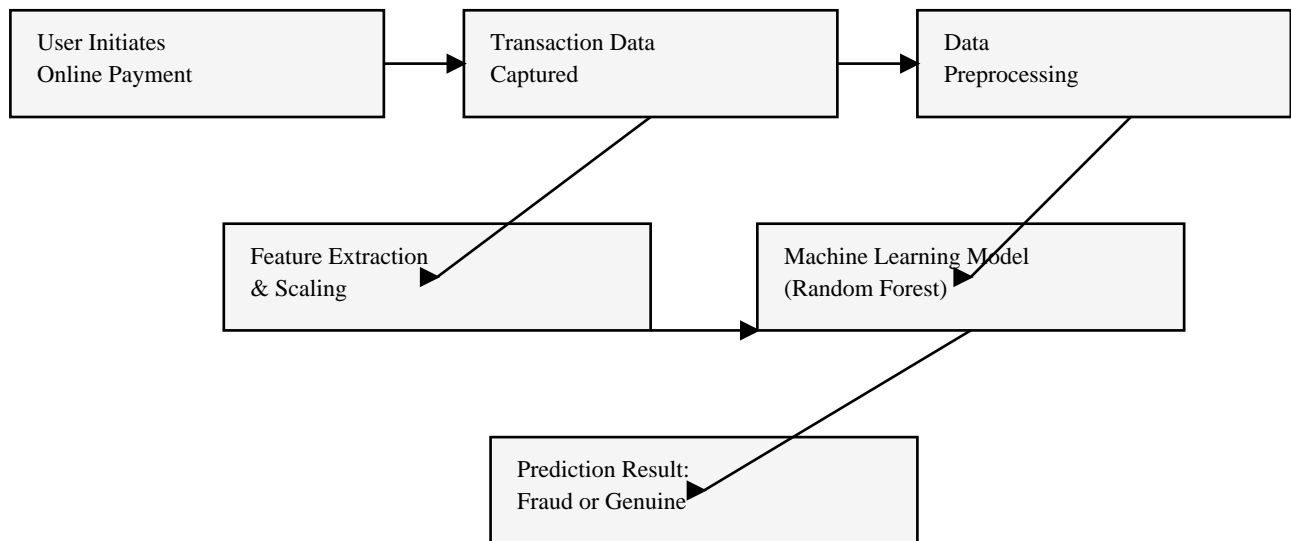 User Initiates
Online Payment
Transaction Data
Captured
Data
Preprocessing
Feature Extraction
& Scaling
Machine Learning Model
(Random Forest)
Prediction Result:
Fraud or Genuine